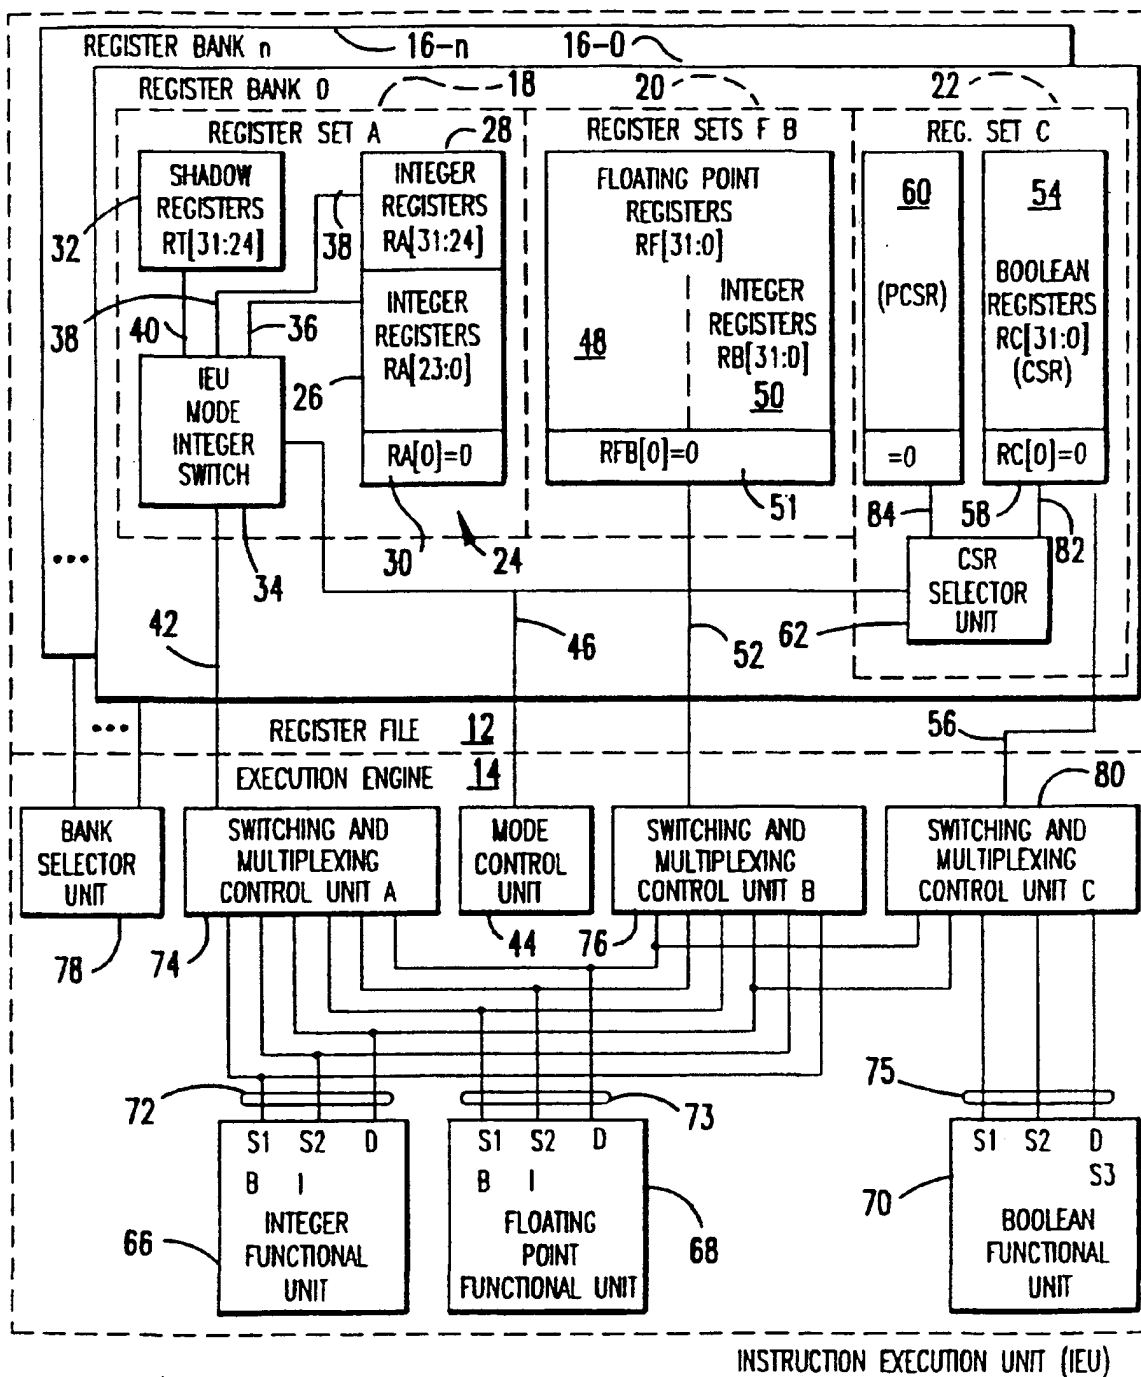 REGISTER BANK n
16-n
16-0
REGISTER BANK 0
18
20
22
REGISTER SET A
28
REGISTER SETS F B
REG. SET C
SHADOW
REGISTERS
RT[31:24]
32
INTEGER
REGISTERS
RA[31:24]
38
FLOATING POINT
REGISTERS
RF[31:0]
60
(PCSR)
54
BOOLEAN
REGISTERS
RC[31:0]
(CSR)
38
40
36
INTEGER
REGISTERS
RA[23:0]
26
48
INTEGER
REGISTERS
RB[31:0]
50
IEU
MODE
INTEGER
SWITCH
RA[0]=0
RFB[0]=0
=0
RC[0]=0
51
84
58
82
30
24
34
CSR
SELECTOR
UNIT
62
...
42
46
52
...
REGISTER FILE 12
56
EXECUTION ENGINE 14
80
BANK
SELECTOR
UNIT
SWITCHING AND
MULTIPLEXING
CONTROL UNIT A
MODE
CONTROL
UNIT
SWITCHING AND
MULTIPLEXING
CONTROL UNIT B
SWITCHING AND
MULTIPLEXING
CONTROL UNIT C
78
74
44
76
72
73
75
S1 S2 D
B I
INTEGER
FUNCTIONAL
UNIT
66
S1 S2 D
B I
FLOATING
POINT
FUNCTIONAL UNIT
68
S1 S2 D
S3
BOOLEAN
FUNCTIONAL
UNIT
70
INSTRUCTION EXECUTION UNIT (IEU)